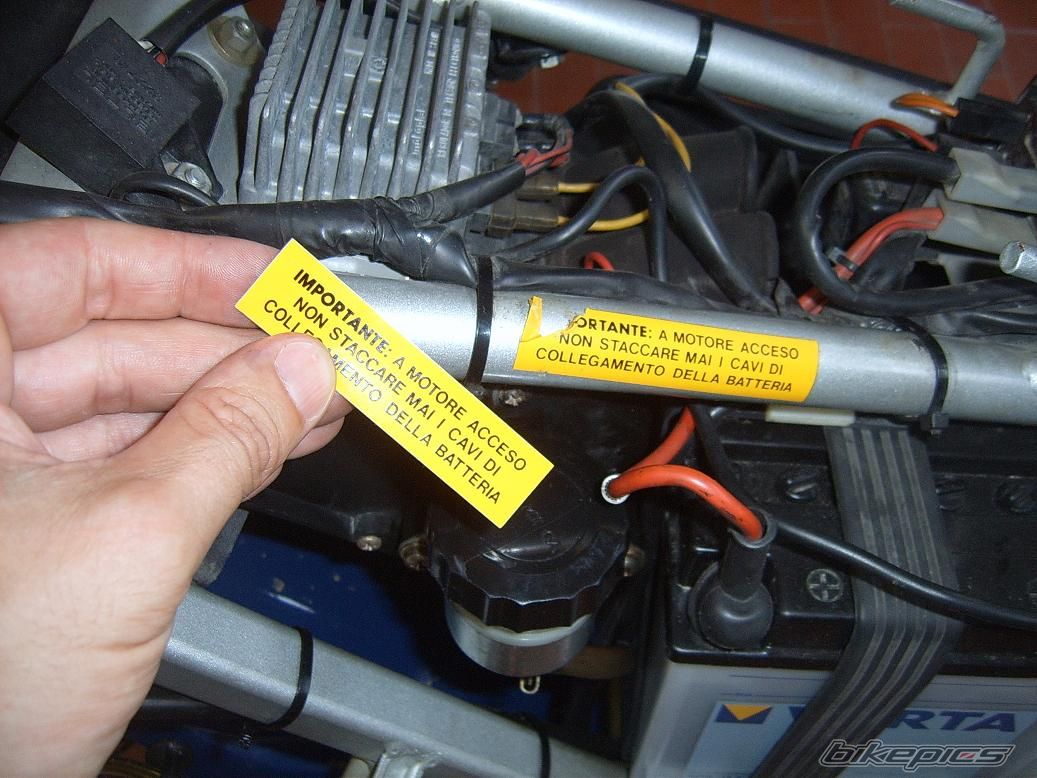 IMPORTANTE: A MOTORE ACCESO
NON STACCARE MAI I CAVI DI
COLLEGAMENTO DELLA BATTERIA
ORTANTE: A MOTORE ACCESO
NON STACCARE MAI I CAVI DI
COLLEGAMENTO DELLA BATTERIA
VARTA
bikepics